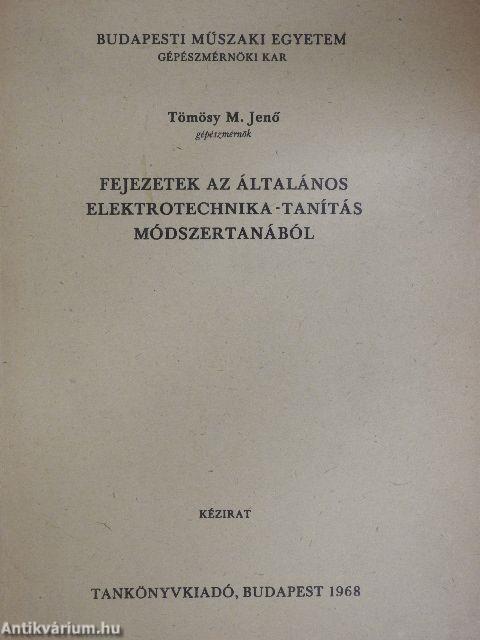 BUDAPESTI MŰSZAKI EGYETEM
GÉPÉSZMÉRNÖKI KAR
Tömösy M. Jenő
gépészmérnök
FEJEZETEK AZ ÁLTALÁNOS
ELEKTROTECHNIKA-TANÍTÁS
MÓDSZERTANÁBÓL
KÉZIRAT
TANKÖNYVKIADÓ, BUDAPEST 1968
Antikvárium.hu